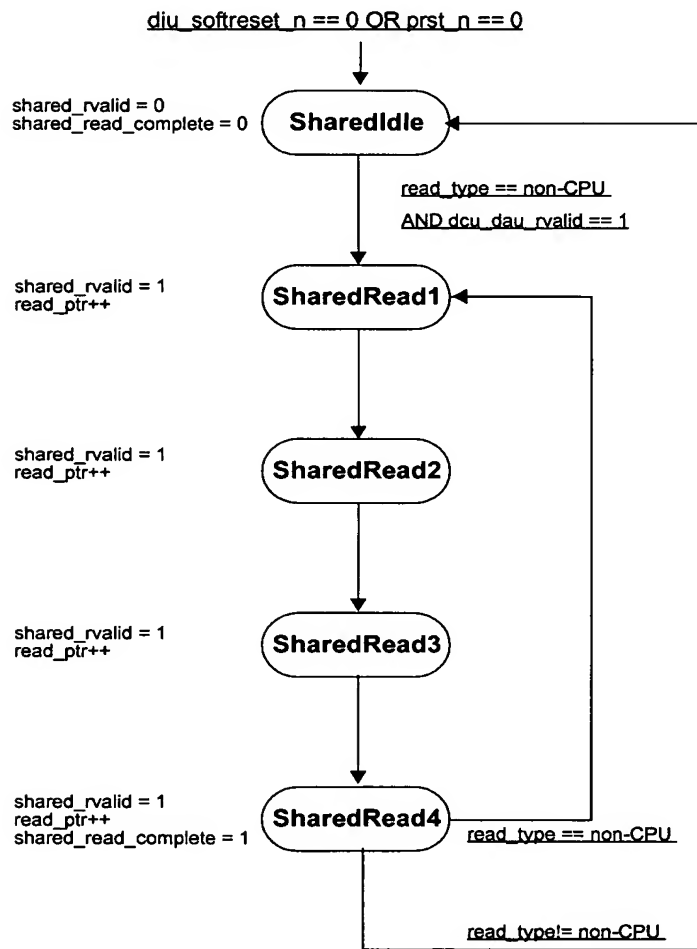 diu_softreset_n == 0 OR prst_n == 0
shared_rvalid = 0
shared_read_complete = 0
SharedIdle
read_type == non-CPU
AND dcu_dau_rvalid == 1
shared_rvalid = 1
read_ptr++
SharedRead1
shared_rvalid = 1
read_ptr++
SharedRead2
shared_rvalid = 1
read_ptr++
SharedRead3
shared_rvalid = 1
read_ptr++
shared_read_complete = 1
SharedRead4
read_type == non-CPU
read_type!= non-CPU